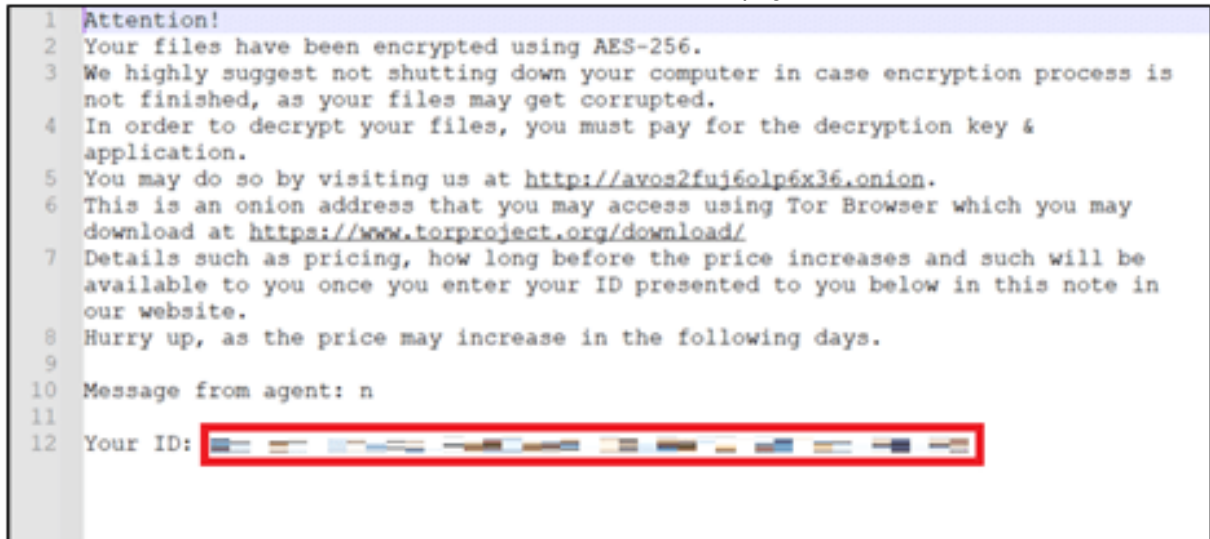 1 Attention!
2 Your files have been encrypted using AES-256.
3 We highly suggest not shutting down your computer in case encryption process is
not finished, as your files may get corrupted.
4 In order to decrypt your files, you must pay for the decryption key &
application.
5 You may do so by visiting us at http://avos2fuj6olp6x36.onion.
6 This is an onion address that you may access using Tor Browser which you may
download at https://www.torproject.org/download/
7 Details such as pricing, how long before the price increases and such will be
available to you once you enter your ID presented to you below in this note in
our website.
8 Hurry up, as the price may increase in the following days.
9
10 Message from agent: n
11
12 Your ID: